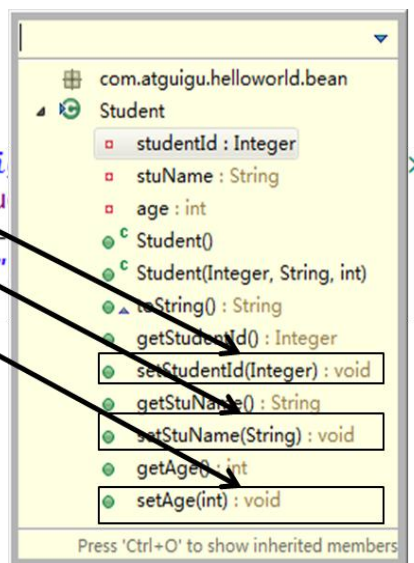 com.atguigu.helloworld.bean
Student
studentId : Integer
stuName : String
age : int
Student()
Student(Integer, String, int)
toString() : String
getStudentId() : Integer
setStudentId(Integer) : void
getStuName() : String
setStuName(String) : void
getAge() : int
setAge(int) : void
Press 'Ctrl+O' to show inherited members